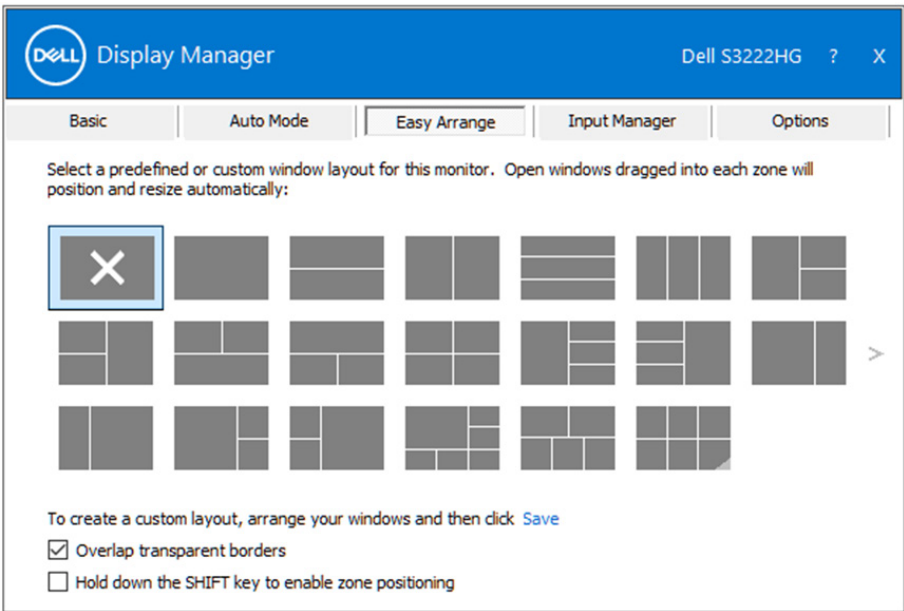 DELL Display Manager Dell S3222HG ? X
Basic Auto Mode Easy Arrange Input Manager Options
Select a predefined or custom window layout for this monitor. Open windows dragged into each zone will
position and resize automatically:
>
To create a custom layout, arrange your windows and then click Save
Overlap transparent borders
Hold down the SHIFT key to enable zone positioning